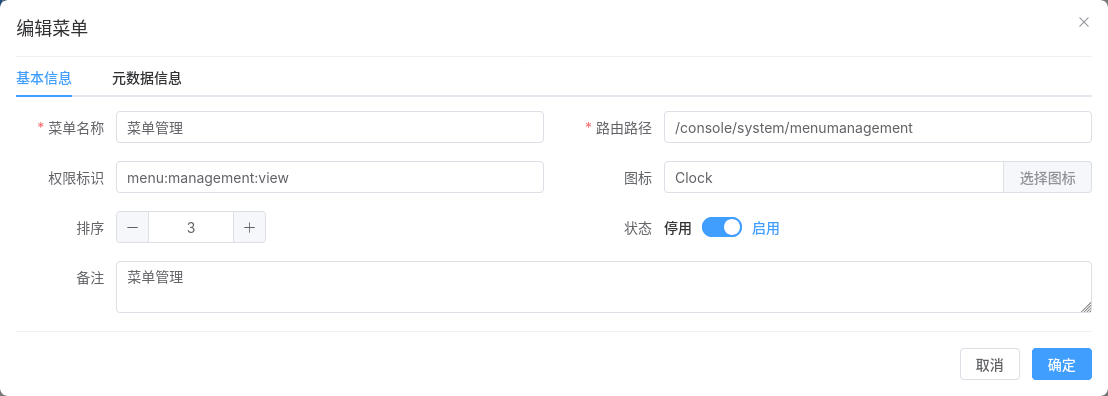 编辑菜单
基本信息 元数据信息
* 菜单名称 菜单管理 * 路由路径 /console/system/menumanagement
权限标识 menu:management:view 图标 Clock 选择图标
排序 3 状态 停用 启用
备注 菜单管理
取消 确定